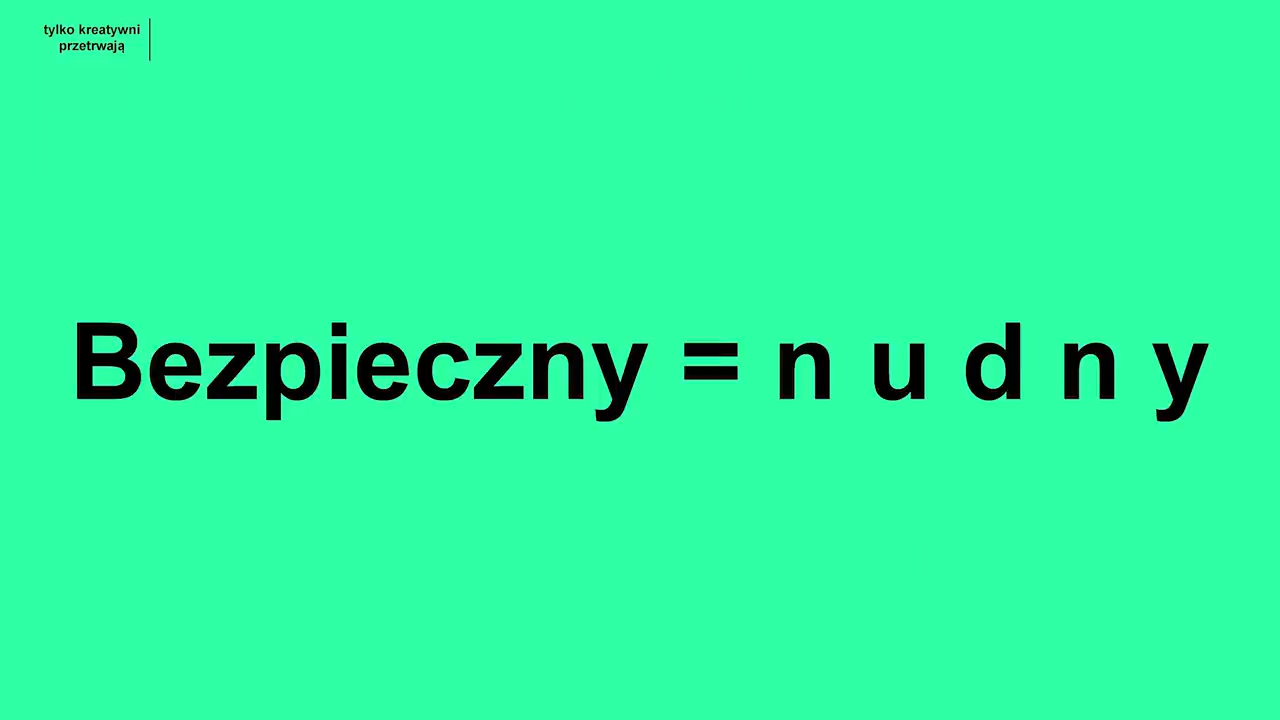 tylko kreatywni
przetrwają
Bezpieczny = n u d n y